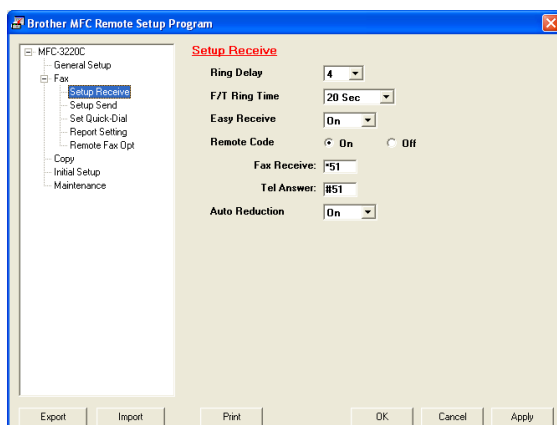 Brother MFC Remote Setup Program
MFC-3220C
General Setup
Fax
Setup Receive
Setup Send
Set Quick-Dial
Report Setting
Remote Fax Opt
Copy
Initial Setup
Maintenance
Setup Receive
Ring Delay 4
F/T Ring Time 20 Sec
Easy Receive On
Remote Code On Off
Fax Receive: *51
Tel Answer: #51
Auto Reduction On
Export Import Print OK Cancel Apply